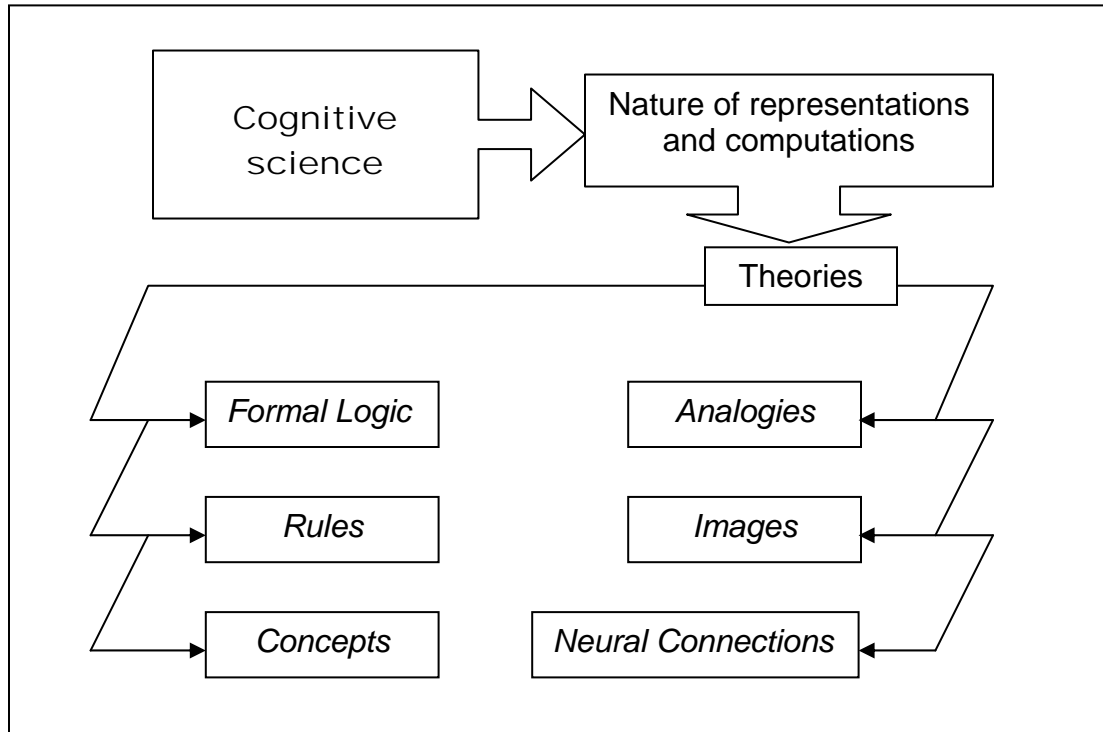 Cognitive
science
Nature of representations
and computations
Theories
Formal Logic
Analogies
Rules
Images
Concepts
Neural Connections